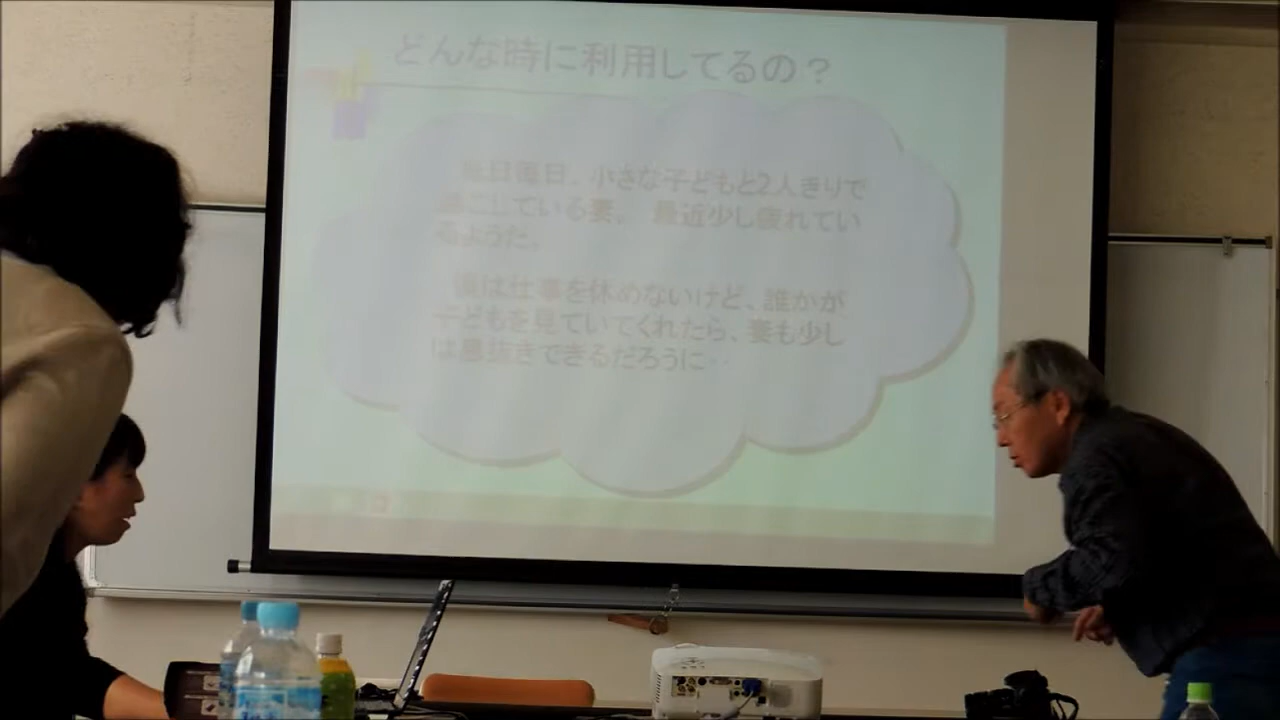 どんな時に利用してるの？
毎日毎日、小さな子どもと2人きりで
過ごしている妻。 最近少し疲れてい
るようだ。
僕は仕事を休めないけど、誰かが
子どもを見ていてくれたら、妻も少し
は息抜きできるだろうに